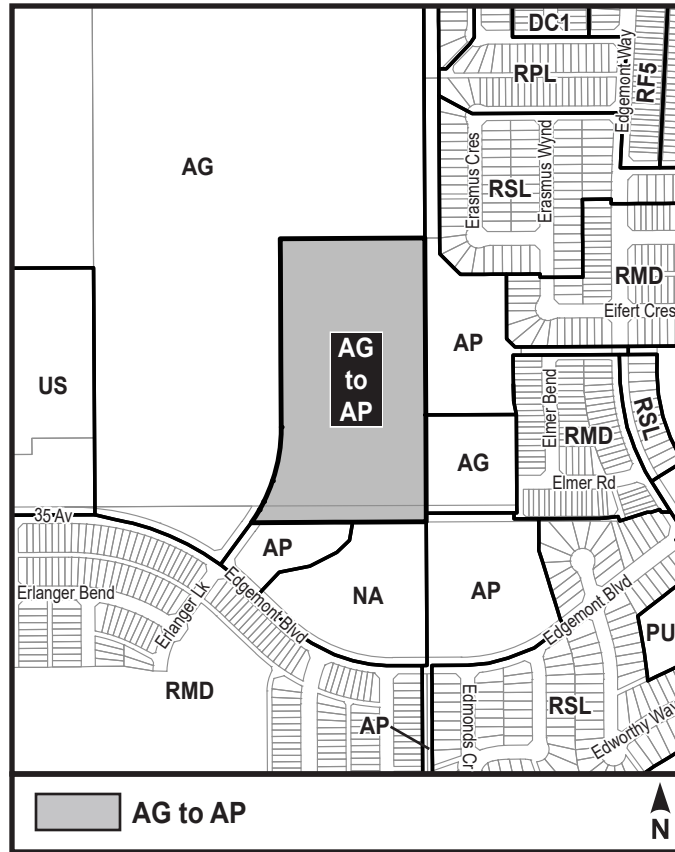 DC1
RPL
Edgemont Way
RF5
AG
Erasmus Cres
Erasmus Wynd
RSL
RMD
Eifert Cres
AP
AG
to
AP
US
Elmer Bend
RSL
RMD
AG
Elmer Rd
35 Av
AP
Edgemont Blvd
Erlanger Bend
Erlanger Lk
NA
AP
Edgemont Blvd
PU
RMD
AP
Edmonds Cr
RSL
Edworthy Way
AG to AP
N